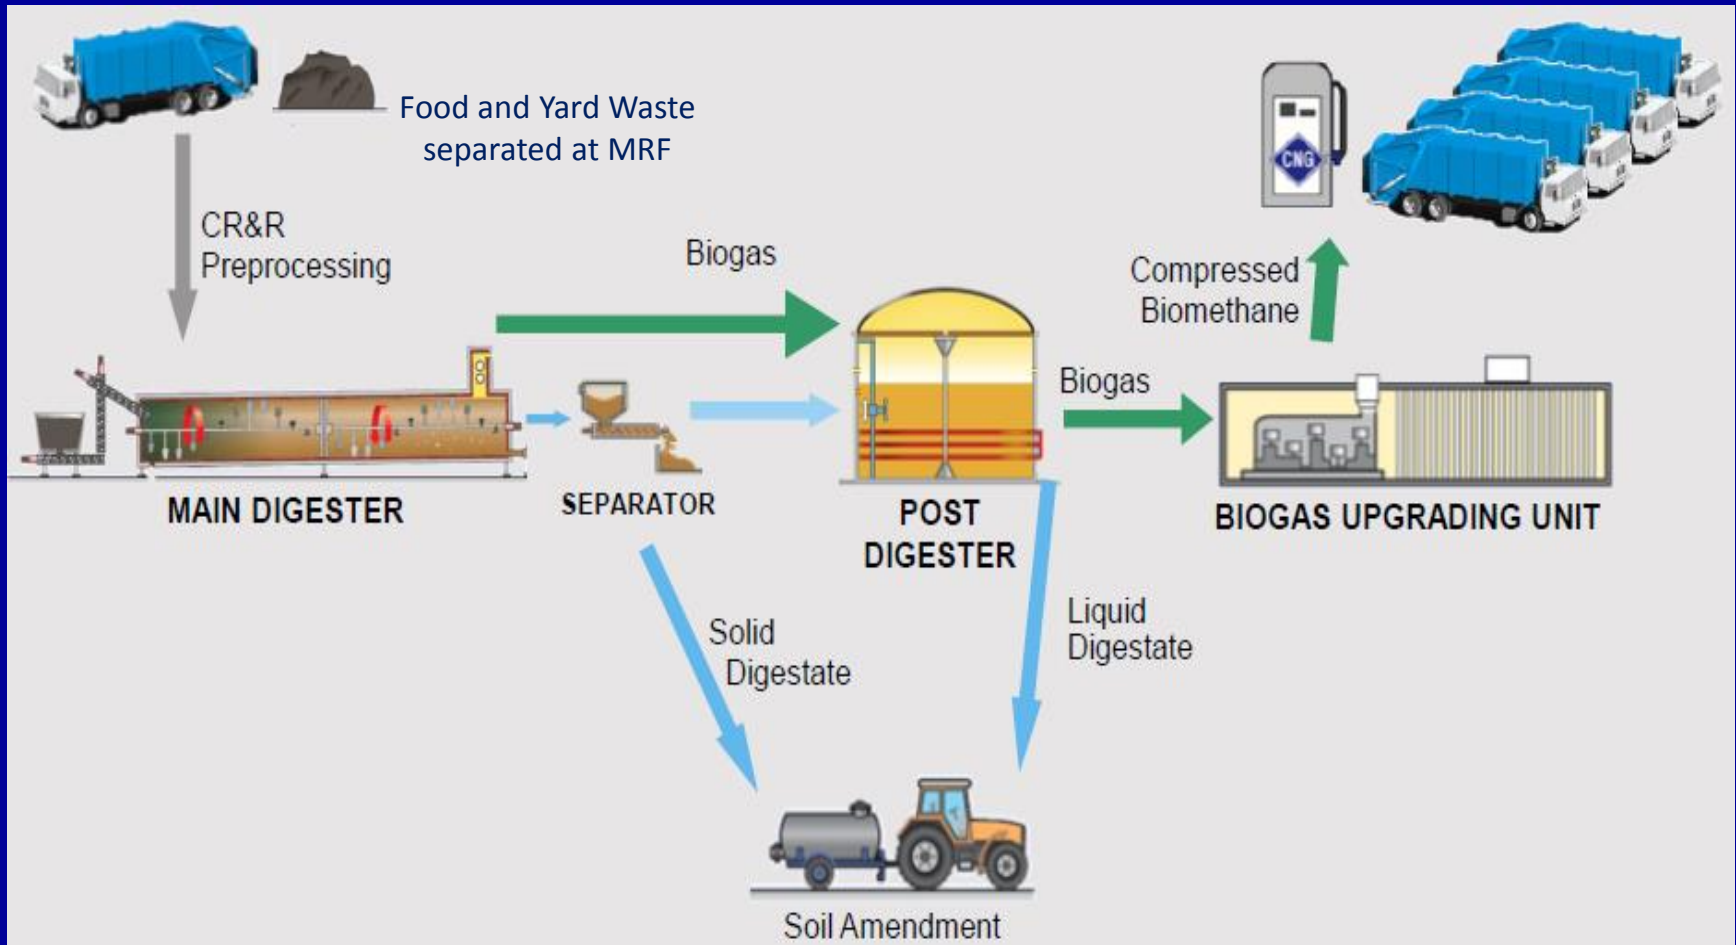 Food and Yard Waste
separated at MRF
CR&R
Preprocessing
Biogas
Compressed
Biomethane
CNG
Biogas
MAIN DIGESTER
SEPARATOR
POST
DIGESTER
BIOGAS UPGRADING UNIT
Solid
Digestate
Liquid
Digestate
Soil Amendment